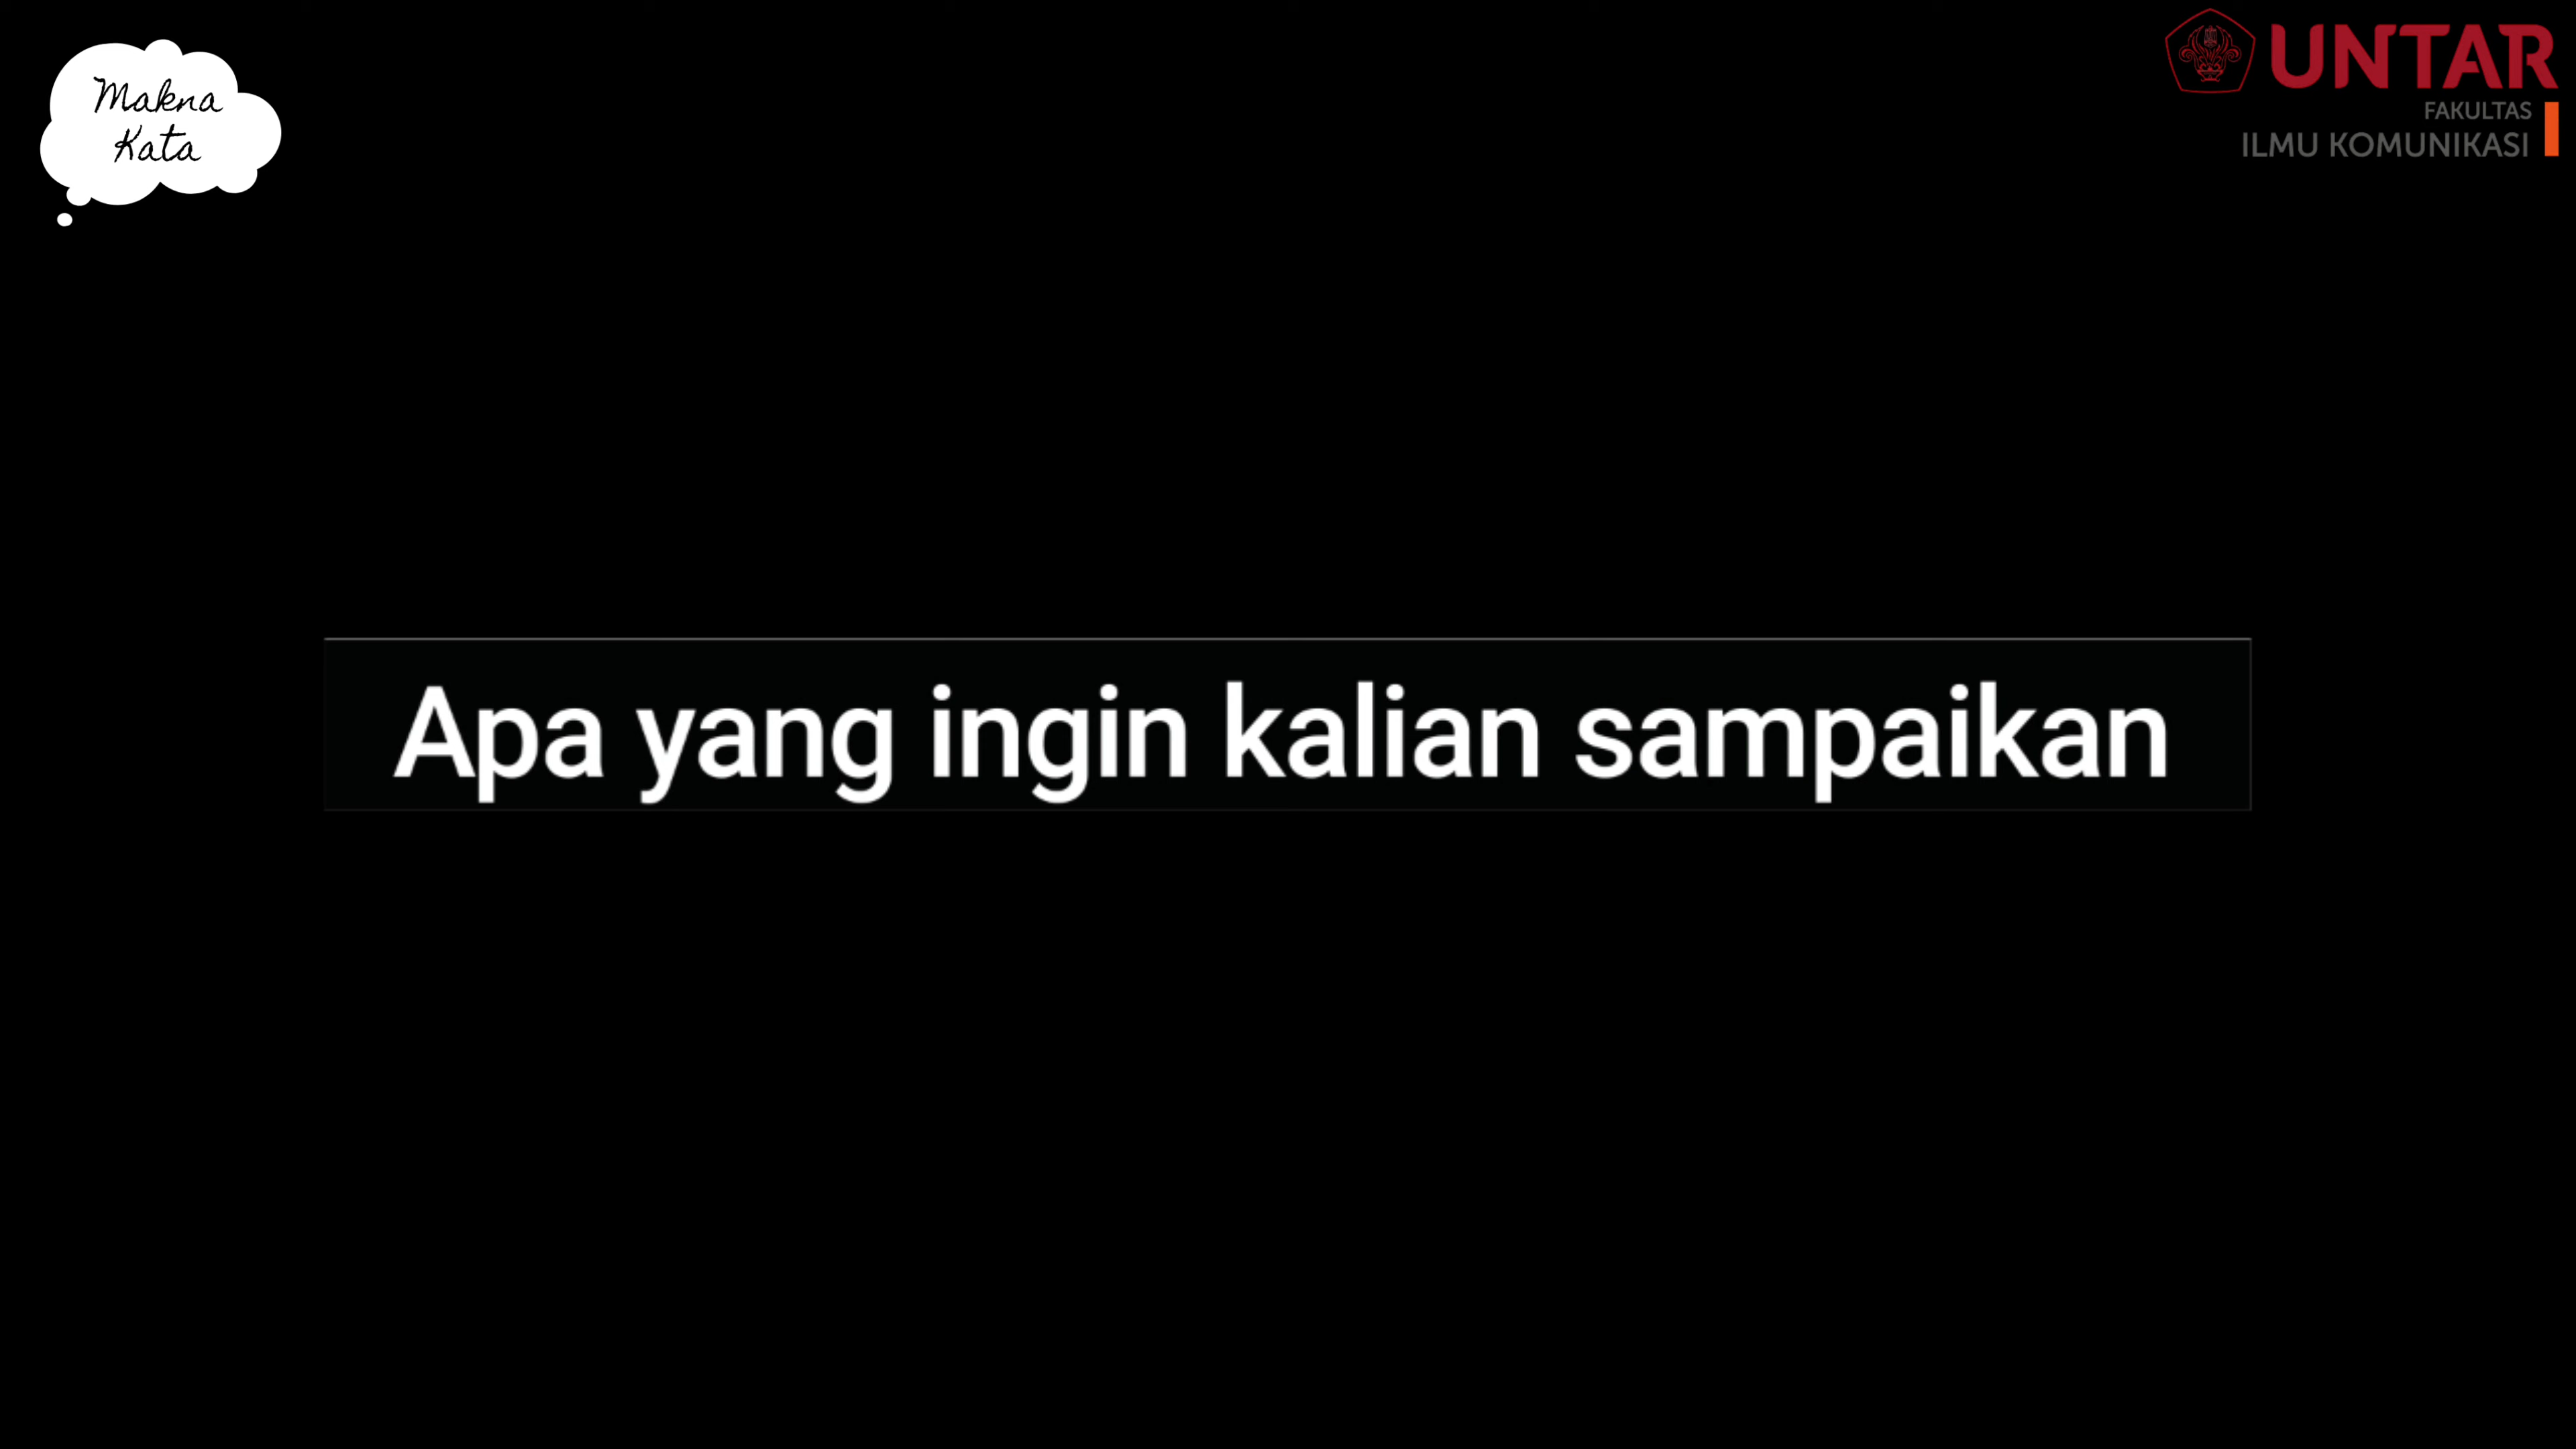 Makna
Kata
UNTAR
FAKULTAS
ILMU KOMUNIKASI
Apa yang ingin kalian sampaikan